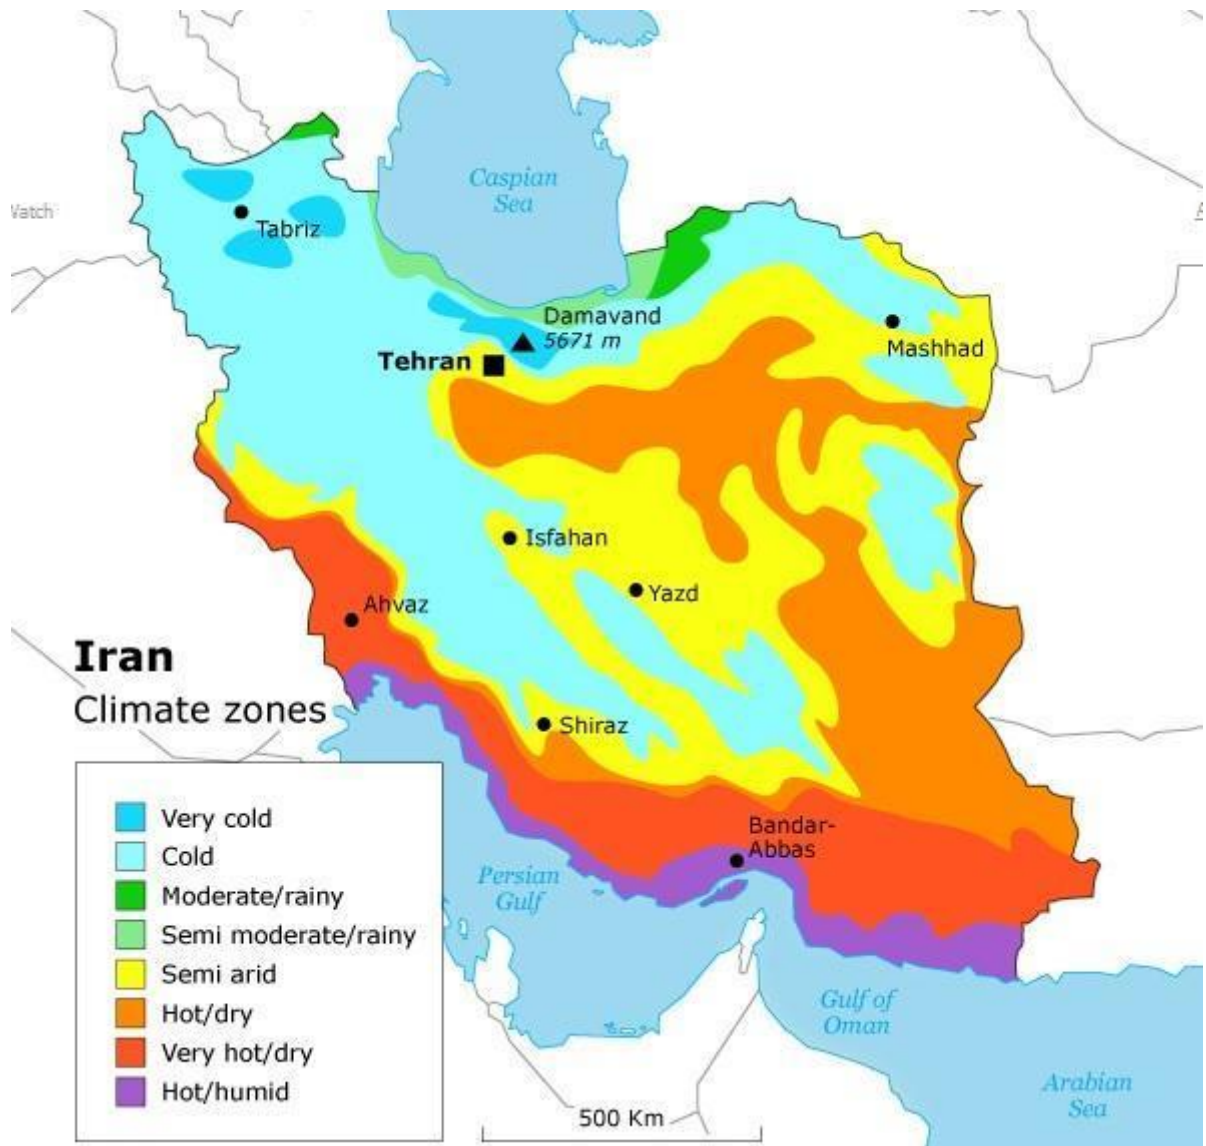 Caspian
Sea
Watch
Tabriz
Damavand
5671 m
Tehran
Mashhad
Isfahan
Yazd
Ahvaz
Iran
Climate zones
Shiraz
Bandar-
Abbas
Very cold
Cold
Moderate/rainy
Semi moderate/rainy
Semi arid
Hot/dry
Very hot/dry
Hot/humid
Persian
Gulf
Gulf of
Oman
Arabian
Sea
500 Km